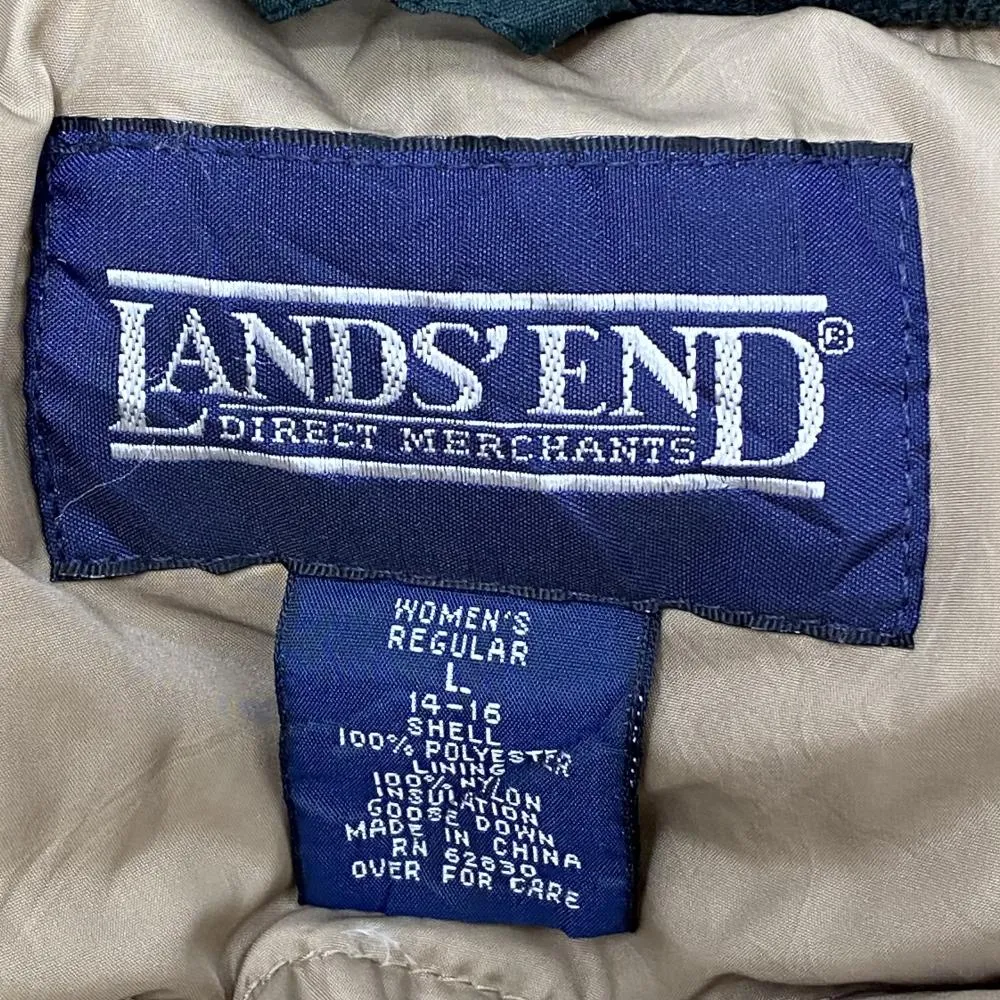 LANDS' END®
DIRECT MERCHANTS
WOMEN'S
REGULAR
L
14-16
SHELL
100% POLYESTER
LINING
100% NYLON
INSULATION
GOOSE DOWN
MADE IN CHINA
RN 62830
OVER FOR CARE